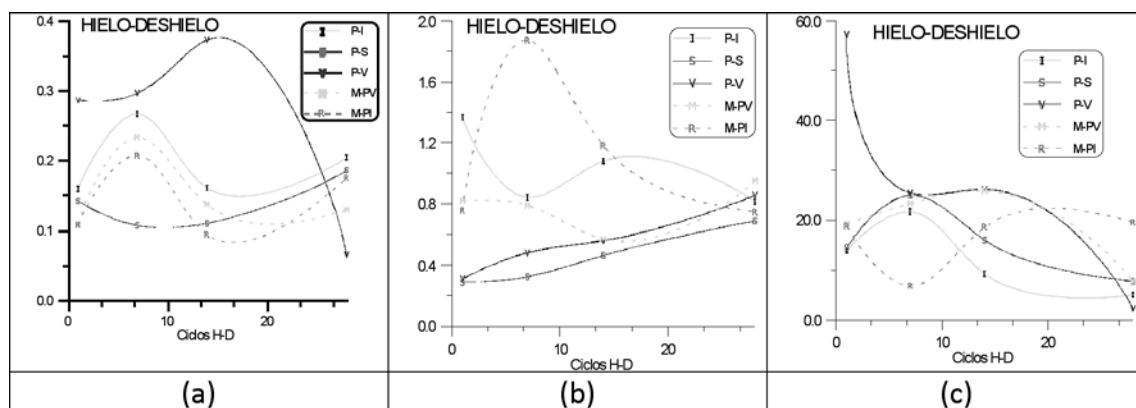 HIELO-DESHIELO
0.4
0.3
0.2
0.1
0.0
P-I
P-S
P-V
M-PV
M-PI
0
10
20
Ciclos H-D
(a)
HIELO-DESHIELO
2.0
1.6
1.2
0.8
0.4
0.0
I P-I
S P-S
V P-V
M M-PV
R M-PI
0
10
20
Ciclos H-D
(b)
HIELO-DESHIELO
60.0
40.0
20.0
0.0
I P-I
S P-S
V P-V
M M-PV
R M-PI
0
10
20
Ciclos H-D
(c)